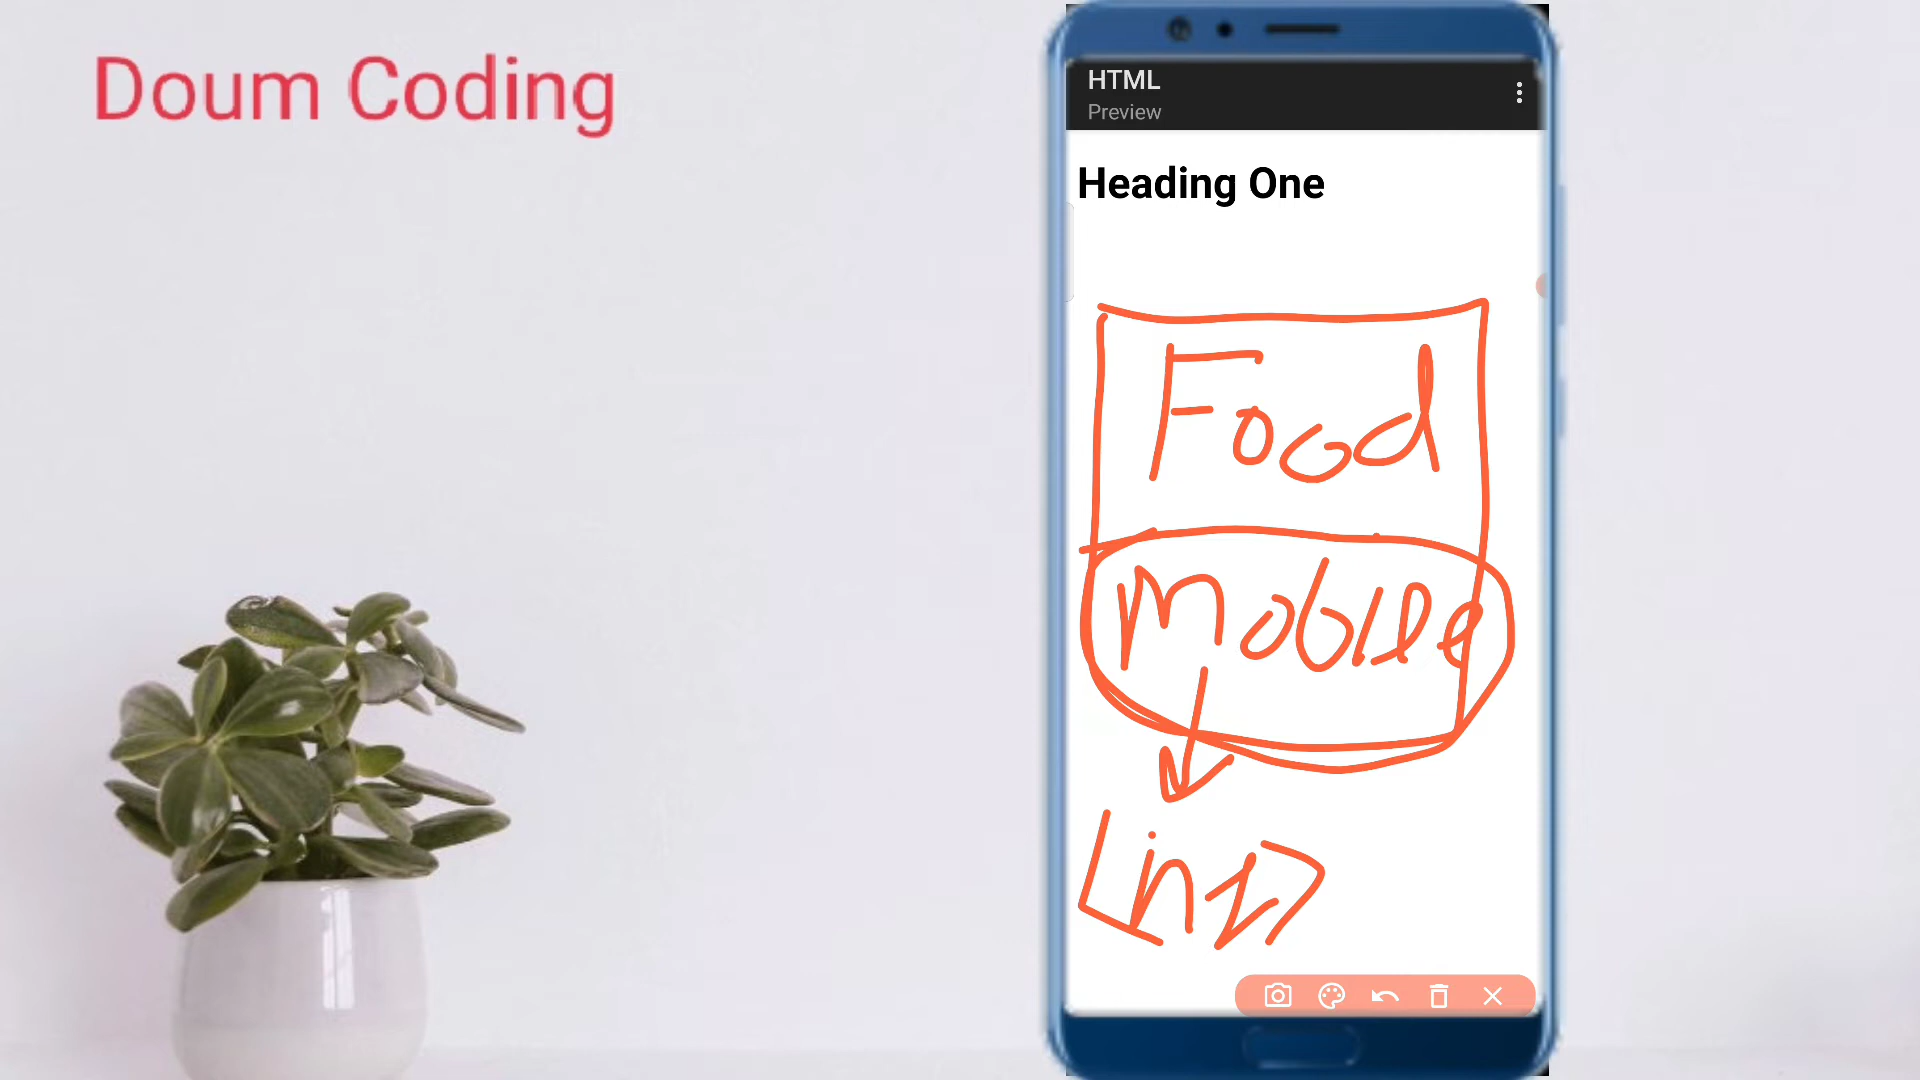 Doum Coding
HTML
Preview
Heading One
Food
Mobile